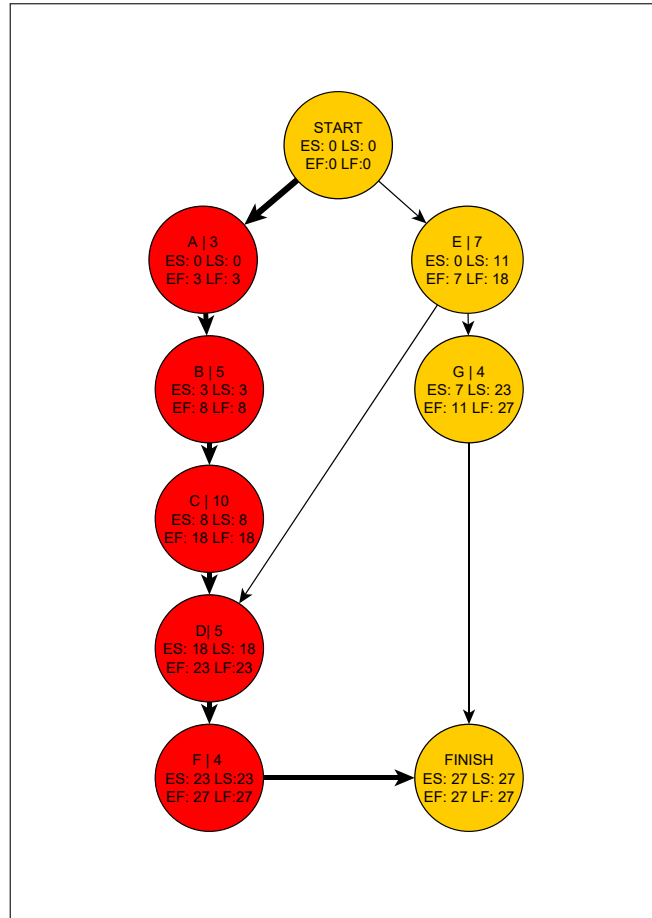 START
ES: 0 LS: 0
EF:0 LF:0
A | 3
ES: 0 LS: 0
EF: 3 LF: 3
E | 7
ES: 0 LS: 11
EF: 7 LF: 18
B | 5
ES: 3 LS: 3
EF: 8 LF: 8
G | 4
ES: 7 LS: 23
EF: 11 LF: 27
C | 10
ES: 8 LS: 8
EF: 18 LF: 18
D| 5
ES: 18 LS: 18
EF: 23 LF:23
F | 4
ES: 23 LS:23
EF: 27 LF:27
FINISH
ES: 27 LS: 27
EF: 27 LF: 27